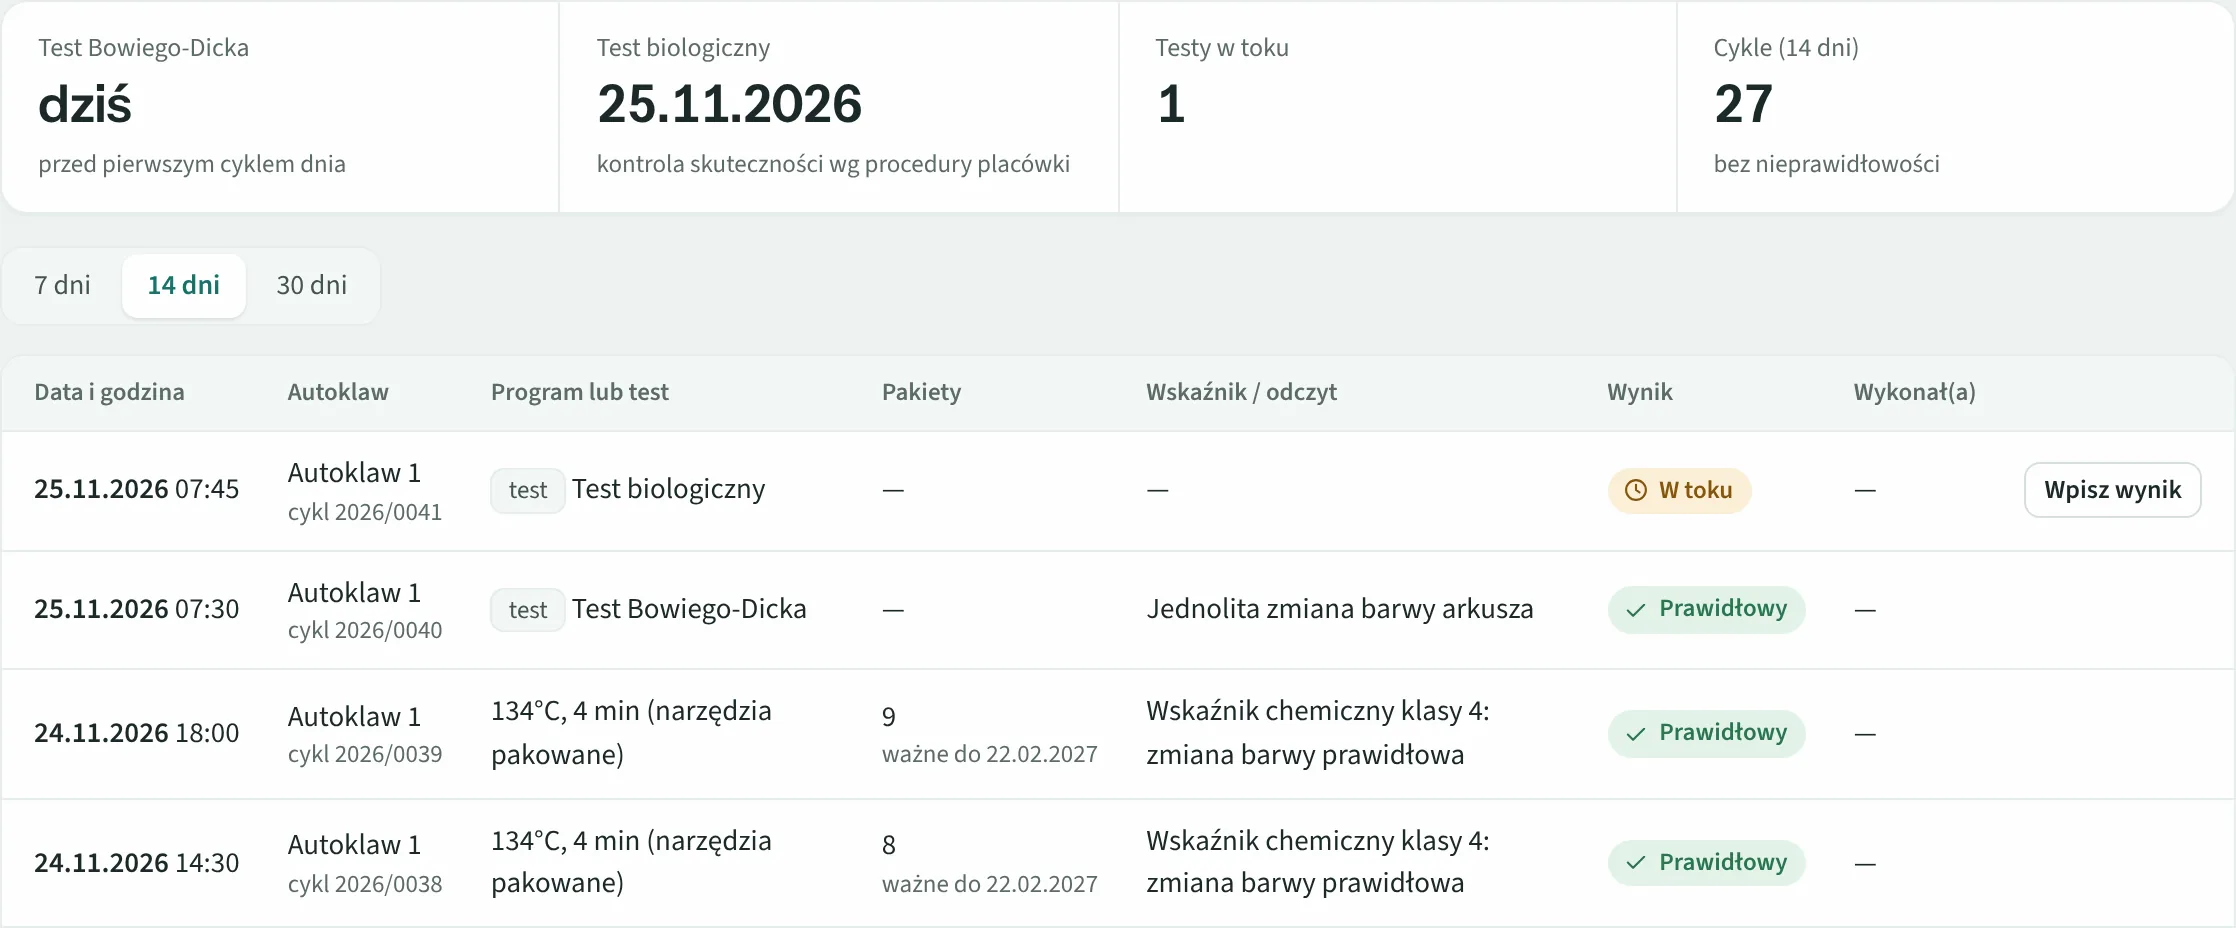 Test Bowiego-Dicka
dziś
przed pierwszym cyklem dnia
Test biologiczny
25.11.2026
kontrola skuteczności wg procedury placówki
Testy w toku
1
Cykle (14 dni)
27
bez nieprawidłowości
7 dni
14 dni
30 dni
Data i godzina
Autoklaw
Program lub test
Pakiety
Wskaźnik / odczyt
Wynik
Wykonał(a)
25.11.2026 07:45
Autoklaw 1
cykl 2026/0041
test Test biologiczny
—
—
W toku
—
Wpisz wynik
25.11.2026 07:30
Autoklaw 1
cykl 2026/0040
test Test Bowiego-Dicka
—
Jednolita zmiana barwy arkusza
Prawidłowy
—
24.11.2026 18:00
Autoklaw 1
cykl 2026/0039
134°C, 4 min (narzędzia
pakowane)
9
ważne do 22.02.2027
Wskaźnik chemiczny klasy 4:
zmiana barwy prawidłowa
Prawidłowy
—
24.11.2026 14:30
Autoklaw 1
cykl 2026/0038
134°C, 4 min (narzędzia
pakowane)
8
ważne do 22.02.2027
Wskaźnik chemiczny klasy 4:
zmiana barwy prawidłowa
Prawidłowy
—